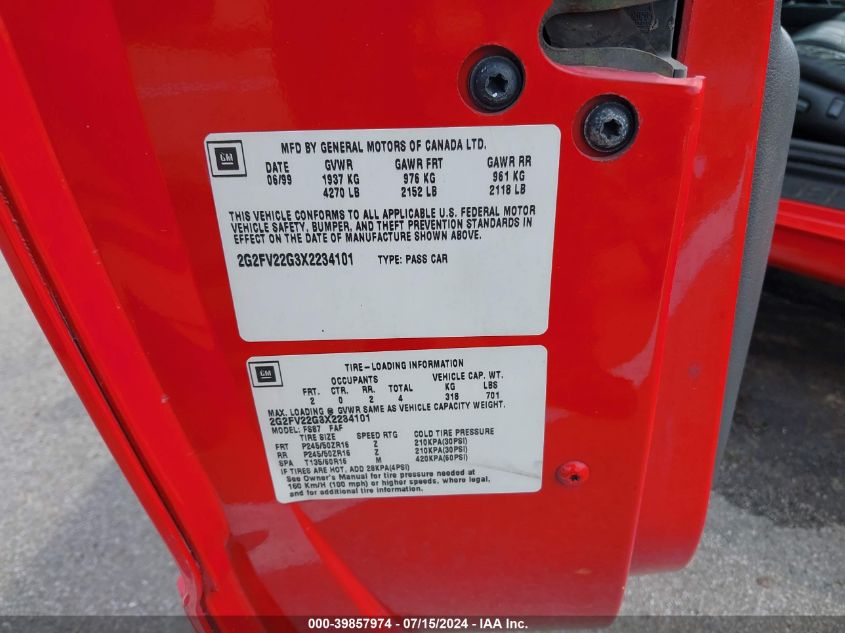 GM
MFD BY GENERAL MOTORS OF CANADA LTD.
DATE GVWR GAWR FRT GAWR RR
06/99 1937 KG 976 KG 961 KG
4270 LB 2152 LB 2118 LB
THIS VEHICLE CONFORMS TO ALL APPLICABLE U.S. FEDERAL MOTOR
VEHICLE SAFETY, BUMPER, AND THEFT PREVENTION STANDARDS IN
EFFECT ON THE DATE OF MANUFACTURE SHOWN ABOVE.
2G2FV22G3X2234101 TYPE: PASS CAR
GM
TIRE-LOADING INFORMATION
OCCUPANTS VEHICLE CAP. WT.
FRT. CTR. RR. TOTAL KG LBS
2 0 2 4 318 701
MAX. LOADING @ GVWR SAME AS VEHICLE CAPACITY WEIGHT.
2G2FV22G3X2234101
MODEL: FS87 FAF
TIRE SIZE SPEED RTG COLD TIRE PRESSURE
FRT P245/50ZR16 Z 210KPA(30PSI)
RR P245/50ZR16 Z 210KPA(30PSI)
SPA T135/60R16 M 420KPA(60PSI)
IF TIRES ARE HOT, ADD 28KPA(4PSI)
See Owner's Manual for tire pressure needed at
160 Km/H (100 mph) or higher speeds, where legal,
and for additional tire information.
000-39857974 - 07/15/2024 - IAA Inc.